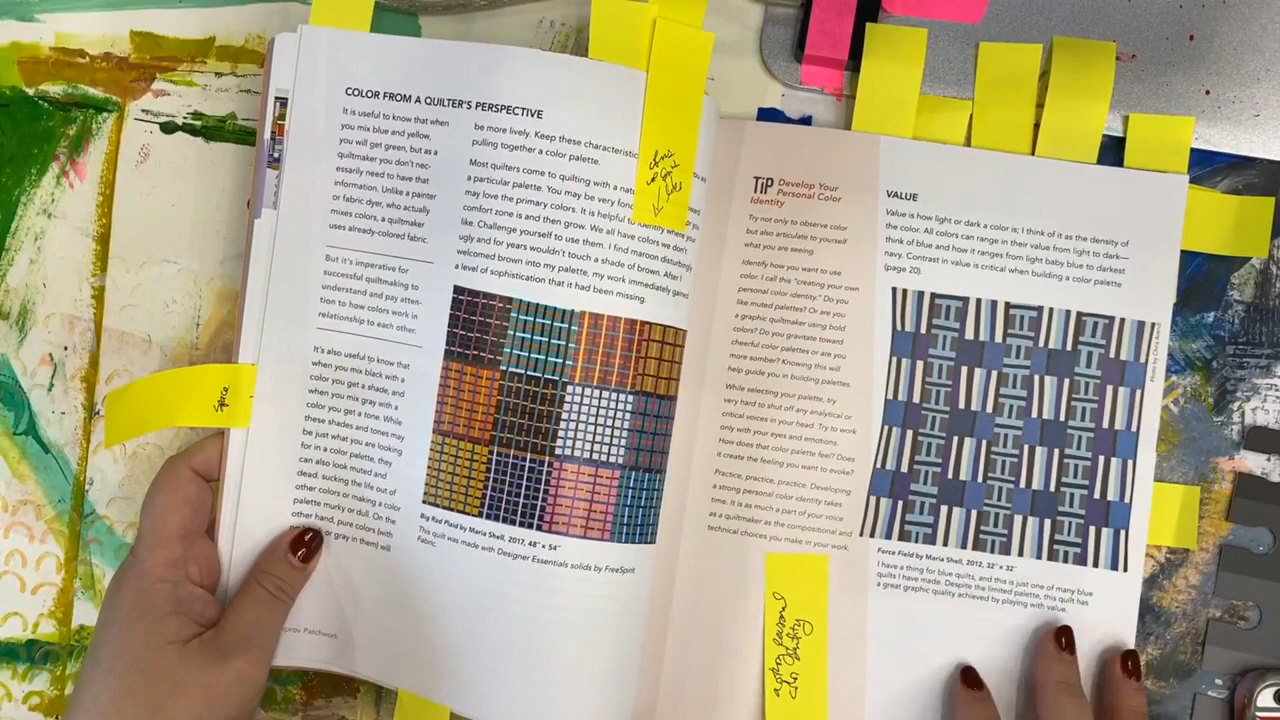 COLOR FROM A QUILTER'S PERSPECTIVE
It is useful to know that when
you mix blue and yellow,
you will get green, but as a
quiltmaker you don't nec-
essarily need to have that
information. Unlike a painter
or fabric dyer, who actually
mixes colors, a quiltmaker
uses already-colored fabric.
But it's imperative for
successful quiltmaking to
understand and pay atten-
tion to how colors work in
relationship to each other.
It's also useful to know that
when you mix black with a
color you get a shade, and
when you mix gray with a
color you get a tone. While
these shades and tones may
be just what you are looking
for in a color palette, they
can also look muted and
dead, sucking the life out of
other colors or making a color
palette murky or dull. On the
other hand, pure colors (with
or gray in them) will
be more lively. Keep these characteristic
pulling together a color palette.
Most quilters come to quilting with a
a particular palette. You may be very
may love the primary colors. It is helpful to identify where your
comfort zone is and then grow. We all have colors we don't
like. Challenge yourself to use them. I find maroon disturbingly
ugly and for years wouldn't touch a shade of brown. After I
welcomed brown into my palette, my work immediately gained
a level of sophistication that it had been missing.
Big Rad Plaid by Maria Shell, 2017, 48" × 54"
This quilt was made with Designer Essentials solids by FreeSpirit
Fabric.
Improv Patchwork
space
TiP Develop Your
Personal Color
Identity
Try not only to observe color
but also articulate to yourself
what you are seeing.
Identify how you want to use
color. I call this "creating your own
personal color identity." Do you
like muted palettes? Or are you
a graphic quiltmaker using bold
colors? Do you gravitate toward
cheerful color palettes or are you
more somber? Knowing this will
help guide you in building palettes.
While selecting your palette, try
very hard to shut off any analytical or
critical voices in your head. Try to work
only with your eyes and emotions.
How does that color palette feel? Does
it create the feeling you want to evoke?
Practice, practice, practice. Developing
a strong personal color identity takes
time. It is as much a part of your voice
as a quiltmaker as the compositional and
technical choices you make in your work.
VALUE
Value is how light or dark a color is; I think of it as the density of
the color. All colors can range in their value from light to dark—
think of blue and how it ranges from light baby blue to darkest
navy. Contrast in value is critical when building a color palette
(page 20).
Photo by Chris Arend
Force Field by Maria Shell, 2012, 32" × 32"
I have a thing for blue quilts, and this is just one of many blue
quilts I have made. Despite the limited palette, this quilt has
a great graphic quality achieved by playing with value.